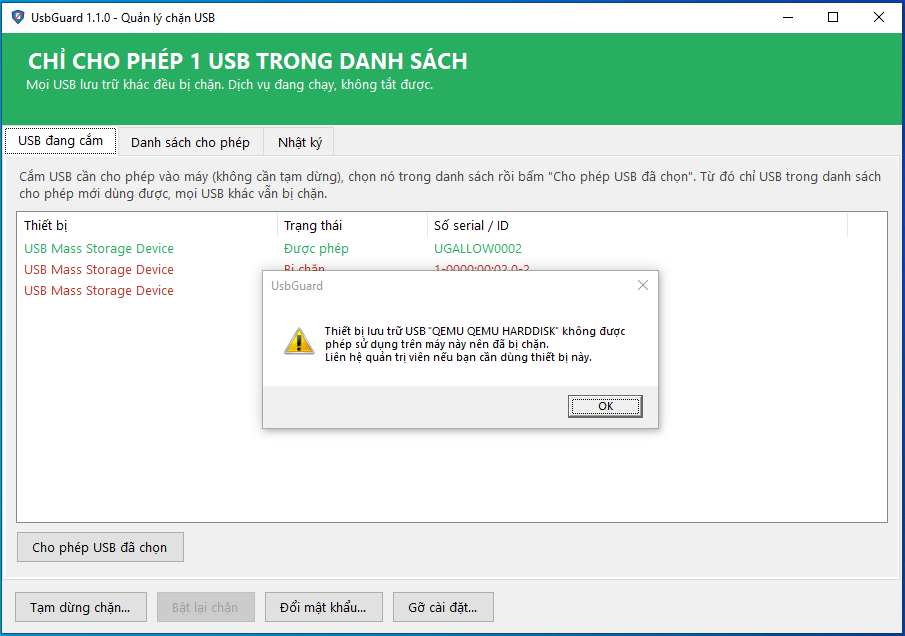 UsbGuard 1.1.0 - Quản lý chặn USB
CHỈ CHO PHÉP 1 USB TRONG DANH SÁCH
Mọi USB lưu trữ khác đều bị chặn. Dịch vụ đang chạy, không tắt được.
USB đang cắm
Danh sách cho phép
Nhật ký
Cắm USB cần cho phép vào máy (không cần tạm dừng), chọn nó trong danh sách rồi bấm "Cho phép USB đã chọn". Từ đó chỉ USB trong danh sách
cho phép mới dùng được, mọi USB khác vẫn bị chặn.
Thiết bị Trạng thái Số serial / ID
USB Mass Storage Device Được phép UGALLOW0002
USB Mass Storage Device Bị chặn 1-0000:00:02.0-2
USB Mass Storage Device
UsbGuard
Thiết bị lưu trữ USB "QEMU QEMU HARDDISK" không được
phép sử dụng trên máy này nên đã bị chặn.
Liên hệ quản trị viên nếu bạn cần dùng thiết bị này.
OK
Cho phép USB đã chọn
Tạm dừng chặn...
Bật lại chặn
Đổi mật khẩu...
Gỡ cài đặt...